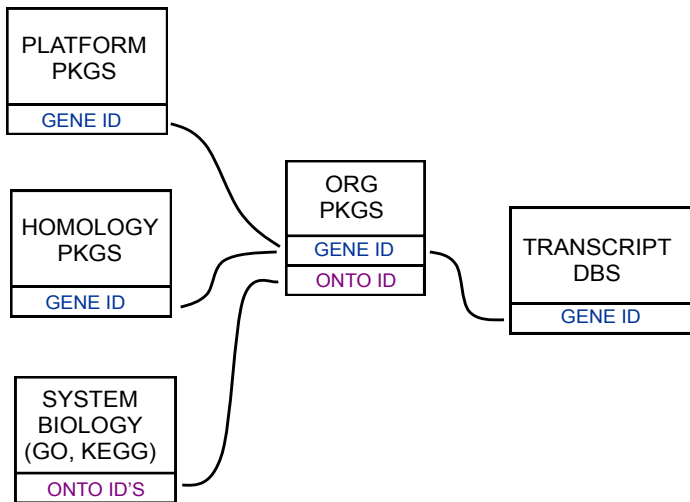 PLATFORM
PKGS
GENE ID
HOMOLOGY
PKGS
GENE ID
SYSTEM
BIOLOGY
(GO, KEGG)
ONTO ID'S
ORG
PKGS
GENE ID
ONTO ID
TRANSCRIPT
DBS
GENE ID